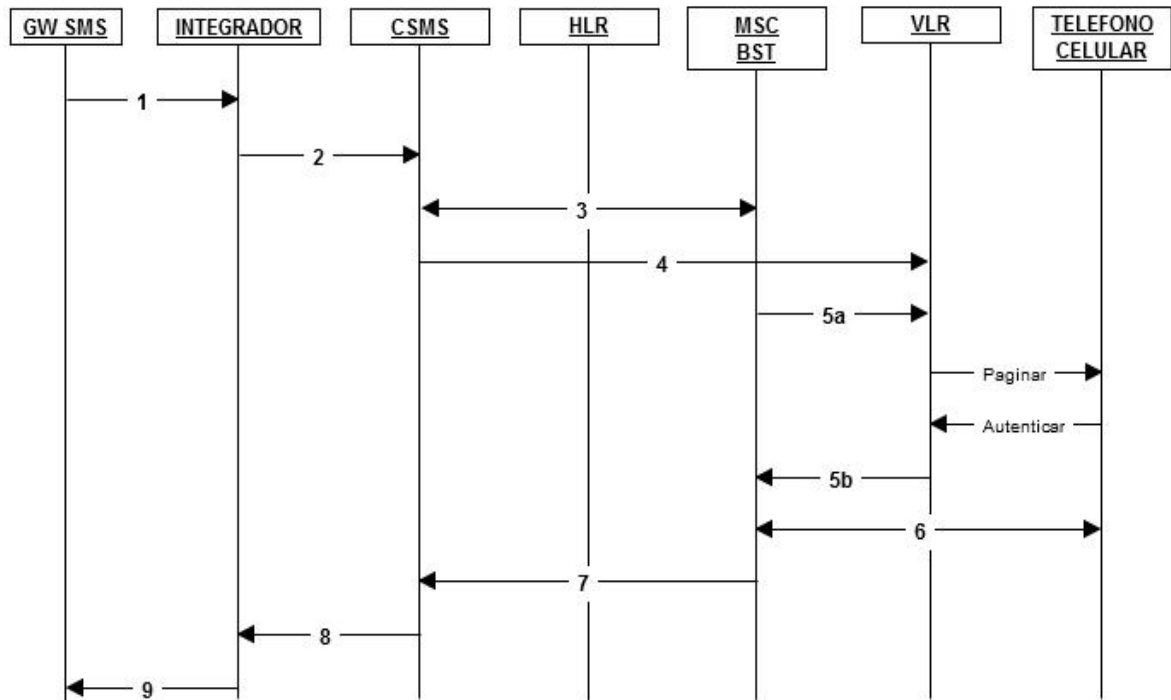 GW SMS
INTEGRADOR
CSMS
HLR
MSC
BST
VLR
TELEFONO
CELULAR
1
2
3
4
5a
Paginar
Autenticar
5b
6
7
8
9